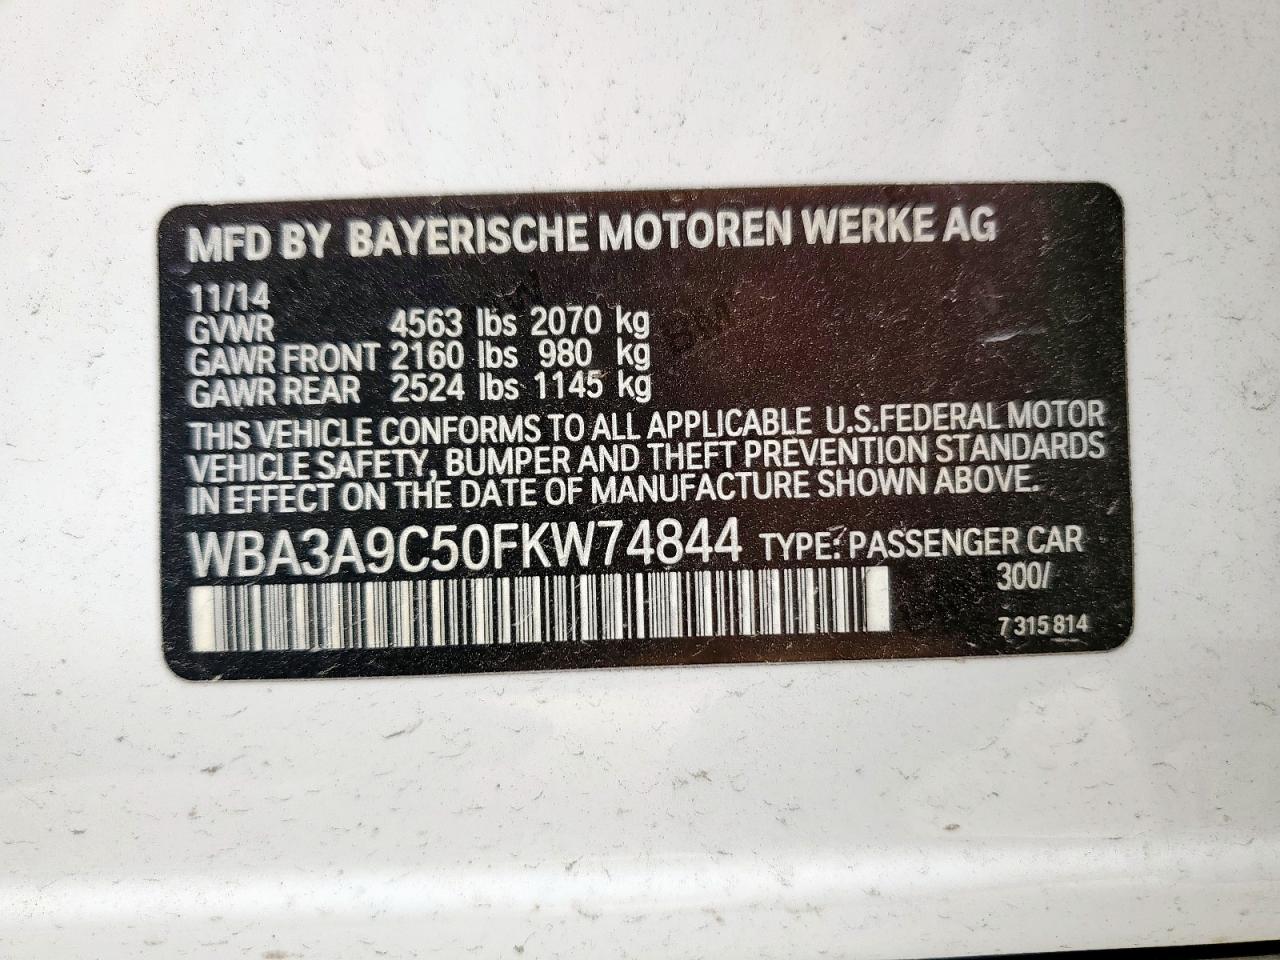 MFD BY BAYERISCHE MOTOREN WERKE AG
11/14
GVWR 4563 lbs 2070 kg
GAWR FRONT 2160 lbs 980 kg
GAWR REAR 2524 lbs 1145 kg
THIS VEHICLE CONFORMS TO ALL APPLICABLE U.S.FEDERAL MOTOR
VEHICLE SAFETY, BUMPER AND THEFT PREVENTION STANDARDS
IN EFFECT ON THE DATE OF MANUFACTURE SHOWN ABOVE.
WBA3A9C50FKW74844 TYPE: PASSENGER CAR
300/
7 315 814